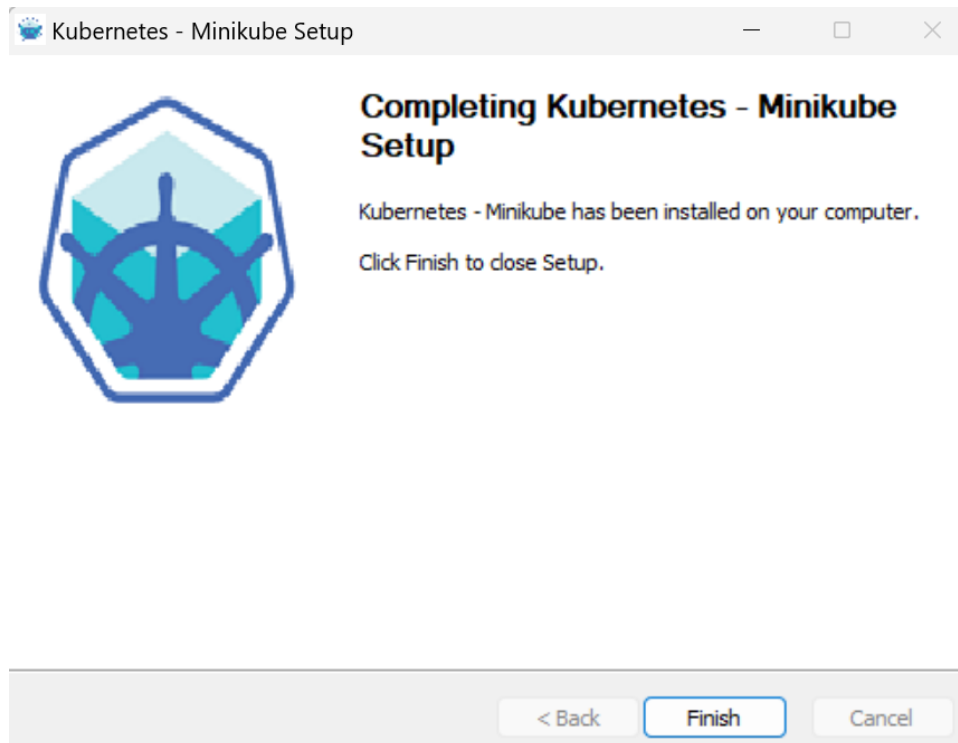 Kubernetes - Minikube Setup
Completing Kubernetes - Minikube
Setup
Kubernetes - Minikube has been installed on your computer.
Click Finish to close Setup.
< Back
Finish
Cancel